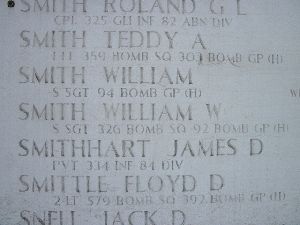 SMITH ROLAND G L
CPL 325 GLI INF 82 ABN DIV
SMITH TEDDY A
1 LT 359 BOMB SQ 303 BOMB GP (H)
SMITH WILLIAM
S SGT 94 BOMB GP (H)
SMITH WILLIAM W
S SGT 326 BOMB SQ 92 BOMB GP (H)
SMITHHART JAMES D
PVT 334 INF 84 DIV
SMITTLE FLOYD D
2 LT 579 BOMB SQ 392 BOMB GP (H)
SNELL JACK D